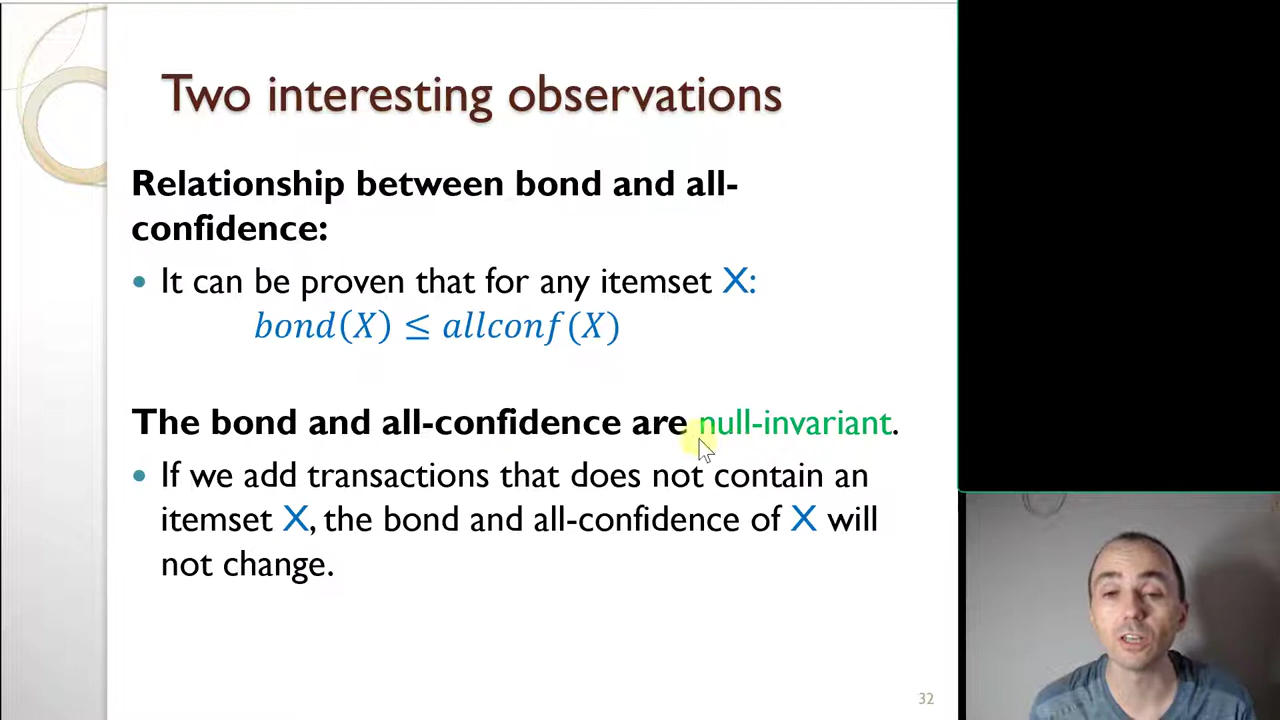 Two interesting observations
Relationship between bond and all-
confidence:
• It can be proven that for any itemset X:
bond(X) ≤ allconf(X)
The bond and all-confidence are null-invariant.
• If we add transactions that does not contain an
itemset X, the bond and all-confidence of X will
not change.
32